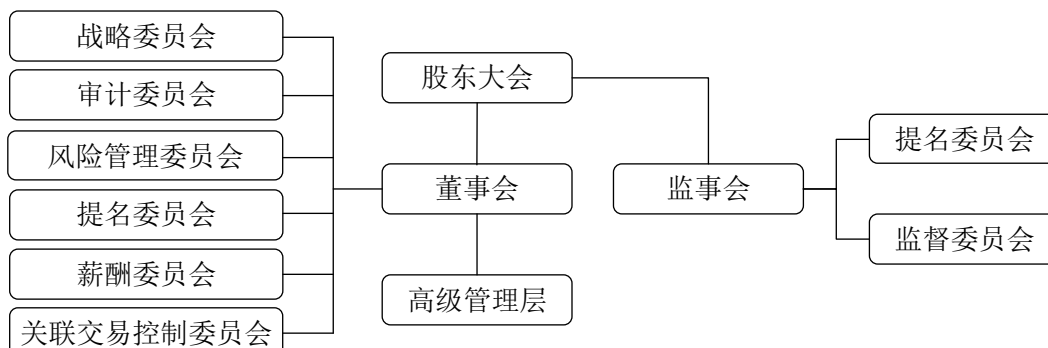 战略委员会
审计委员会
风险管理委员会
提名委员会
薪酬委员会
关联交易控制委员会
股东大会
董事会
高级管理层
监事会
提名委员会
监督委员会